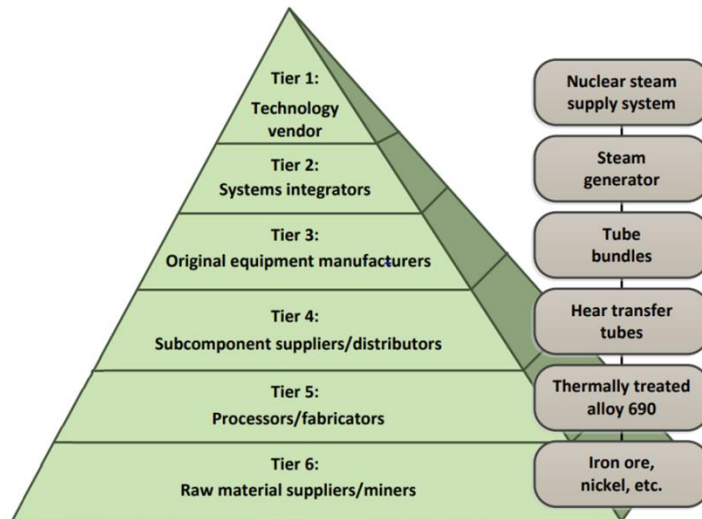 Tier 1:
Technology
vendor
Nuclear steam
supply system
Tier 2:
Systems integrators
Steam
generator
Tier 3:
Original equipment manufacturers
Tube
bundles
Tier 4:
Subcomponent suppliers/distributors
Hear transfer
tubes
Tier 5:
Processors/fabricators
Thermally treated
alloy 690
Tier 6:
Raw material suppliers/miners
Iron ore,
nickel, etc.